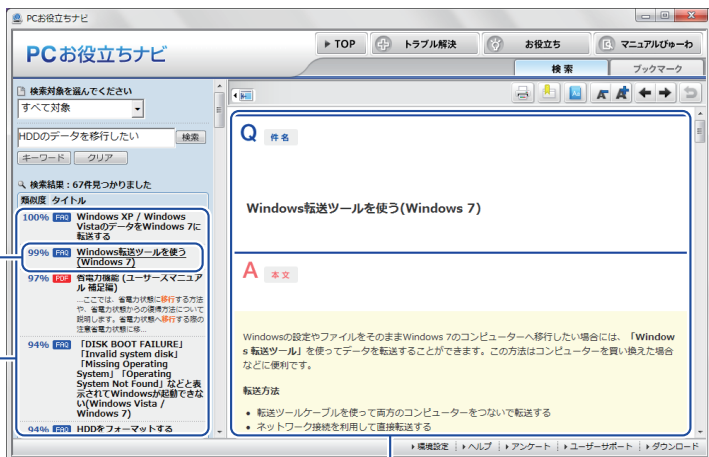 PCお役立ちナビ
PCお役立ちナビ
TOP
トラブル解決
お役立ち
マニュアルびゅーわ
検索
ブックマーク
検索対象を選んでください
すべて対象
HDDのデータを移行したい
検索
キーワード
クリア
検索結果：67件見つかりました
類似度 タイトル
100% FAQ Windows XP / Windows
VistaのデータをWindows 7に
転送する
99% FAQ Windows転送ツールを使う
(Windows 7)
97% PDF 省電力機能 (ユーザーズマニュア
ル 補足編)
...ここでは、省電力状態に移行する方法
や、省電力状態からの復帰方法について
説明します。省電力状態へ移行する際の
注意省電力状態に移...
94% FAQ 「DISK BOOT FAILURE」
「Invalid system disk」
「Missing Operating
System」「Operating
System Not Found」などと表
示されてWindowsが起動できな
い(Windows Vista /
Windows 7)
94% FAQ HDDをフォーマットする
Q 件名
Windows転送ツールを使う(Windows 7)
A 本文
Windowsの設定やファイルをそのままWindows 7のコンピューターへ移行したい場合には、「Window
s 転送ツール」を使ってデータを転送することができます。この方法はコンピューターを買い換えた場合
などに便利です。
転送方法
• 転送ツールケーブルを使って両方のコンピューターをつないで転送する
• ネットワーク接続を利用して直接転送する
環境設定
ヘルプ
アンケート
ユーザーサポート
ダウンロード